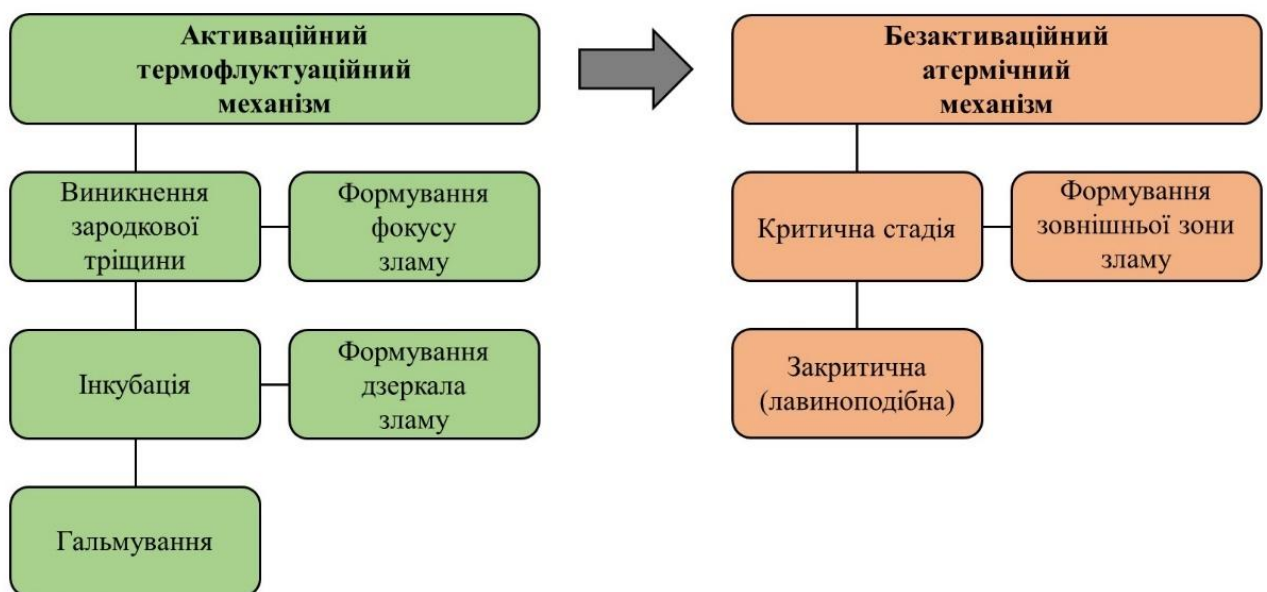 Активаційний
термофлуктуаційний
механізм
Безактиваційний
атермічний
механізм
Виникнення
зародкової
тріщини
Формування
фокусу
зламу
Критична стадія
Формування
зовнішньої зони
зламу
Інкубація
Формування
дзеркала
зламу
Закритична
(лавиноподібна)
Гальмування